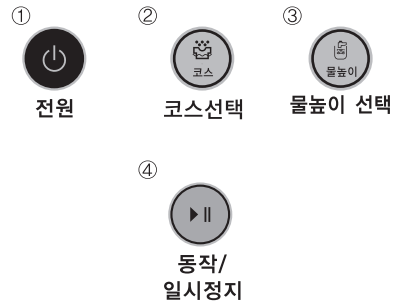 ① ② ③
코스 물높이
전원 코스선택 물높이 선택
④
동작/
일시정지